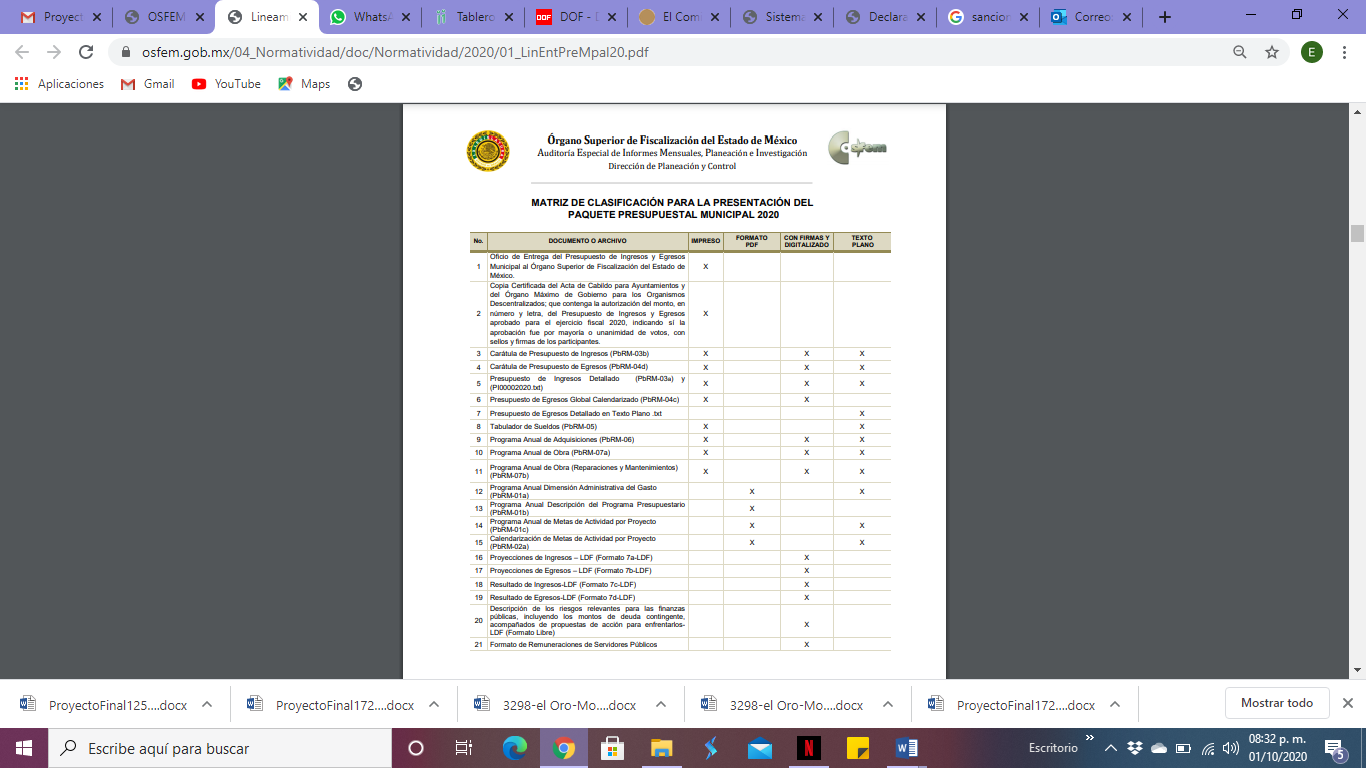 Proyect
OSFEM
Lineam
WhatsA
Tablero
DOF
DOF - D
El Com
Sistema
Declara
G
sancion
Correo
osfem.gob.mx/04_Normatividad/doc/Normatividad/2020/01_LinEntPreMpal20.pdf
E
Aplicaciones
Gmail
YouTube
Maps
Órgano Superior de Fiscalización del Estado de México
Auditoría Especial de Informes Mensuales, Planeación e Investigación
Dirección de Planeación y Control
osfem
MATRIZ DE CLASIFICACIÓN PARA LA PRESENTACIÓN DEL
PAQUETE PRESUPUESTAL MUNICIPAL 2020
No. DOCUMENTO O ARCHIVO IMPRESO FORMATO PDF CON FIRMAS Y DIGITALIZADO TEXTO PLANO
1 Oficio de Entrega del Presupuesto de Ingresos y Egresos
Municipal al Órgano Superior de Fiscalización del Estado de
México. X
2 Copia Certificada del Acta de Cabildo para Ayuntamientos y
del Órgano Máximo de Gobierno para los Organismos
Descentralizados; que contenga la autorización del monto, en
número y letra, del Presupuesto de Ingresos y Egresos
aprobado para el ejercicio fiscal 2020, indicando sí la
aprobación fue por mayoría o unanimidad de votos, con
sellos y firmas de los participantes. X
3 Carátula de Presupuesto de Ingresos (PbRM-03b) X X X
4 Carátula de Presupuesto de Egresos (PbRM-04d) X X X
5 Presupuesto de Ingresos Detallado (PbRM-03a) y
(PI00002020.txt) X X X
6 Presupuesto de Egresos Global Calendarizado (PbRM-04c) X X
7 Presupuesto de Egresos Detallado en Texto Plano .txt X
8 Tabulador de Sueldos (PbRM-05) X X
9 Programa Anual de Adquisiciones (PbRM-06) X X X
10 Programa Anual de Obra (PbRM-07a) X X X
11 Programa Anual de Obra (Reparaciones y Mantenimientos)
(PbRM-07b) X X X
12 Programa Anual Dimensión Administrativa del Gasto
(PbRM-01a) X X
13 Programa Anual Descripción del Programa Presupuestario
(PbRM-01b) X
14 Programa Anual de Metas de Actividad por Proyecto
(PbRM-01c) X X
15 Calendarización de Metas de Actividad por Proyecto
(PbRM-02a) X X
16 Proyecciones de Ingresos – LDF (Formato 7a-LDF) X
17 Proyecciones de Egresos – LDF (Formato 7b-LDF) X
18 Resultado de Ingresos-LDF (Formato 7c-LDF) X
19 Resultado de Egresos-LDF (Formato 7d-LDF) X
20 Descripción de los riesgos relevantes para las finanzas
públicas, incluyendo los montos de deuda contingente,
acompañados de propuestas de acción para enfrentarlos-
LDF (Formato Libre) X
21 Formato de Remuneraciones de Servidores Públicos X
ProyectoFinal125....docx
ProyectoFinal172....docx
3298-el Oro-Mo....docx
3298-el Oro-Mo....docx
ProyectoFinal172....docx
Mostrar todo
Escribe aquí para buscar
N
Escritorio
08:32 p. m.
01/10/2020
5